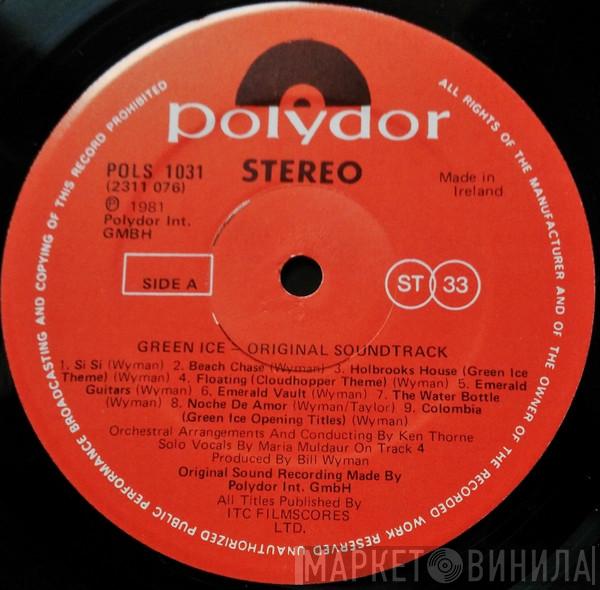 polydor
POLS 1031
(2311 076)
STEREO
Made in
Ireland
℗ 1981
Polydor Int.
GMBH
SIDE A
ST 33
GREEN ICE – ORIGINAL SOUNDTRACK
1. Si Si (Wyman) 2. Beach Chase (Wyman) 3. Holbrooks House (Green Ice
Theme) (Wyman) 4. Floating (Cloudhopper Theme) (Wyman) 5. Emerald
Guitars (Wyman) 6. Emerald Vault (Wyman) 7. The Water Bottle
(Wyman) 8. Noche De Amor (Wyman/Taylor) 9. Colombia
(Green Ice Opening Titles) (Wyman)
Orchestral Arrangements And Conducting By Ken Thorne
Solo Vocals By Maria Muldaur On Track 4
Produced By Bill Wyman
Original Sound Recording Made By
Polydor Int. GmbH
All Titles Published By
ITC FILMSCORES
LTD.
ALL RIGHTS OF THE MANUFACTURER AND OF THE OWNER OF THE RECORDED WORK RESERVED UNAUTHORIZED PUBLIC PERFORMANCE BROADCASTING AND COPYING OF THIS RECORD PROHIBITED
МАРКЕТ ВИНИЛА